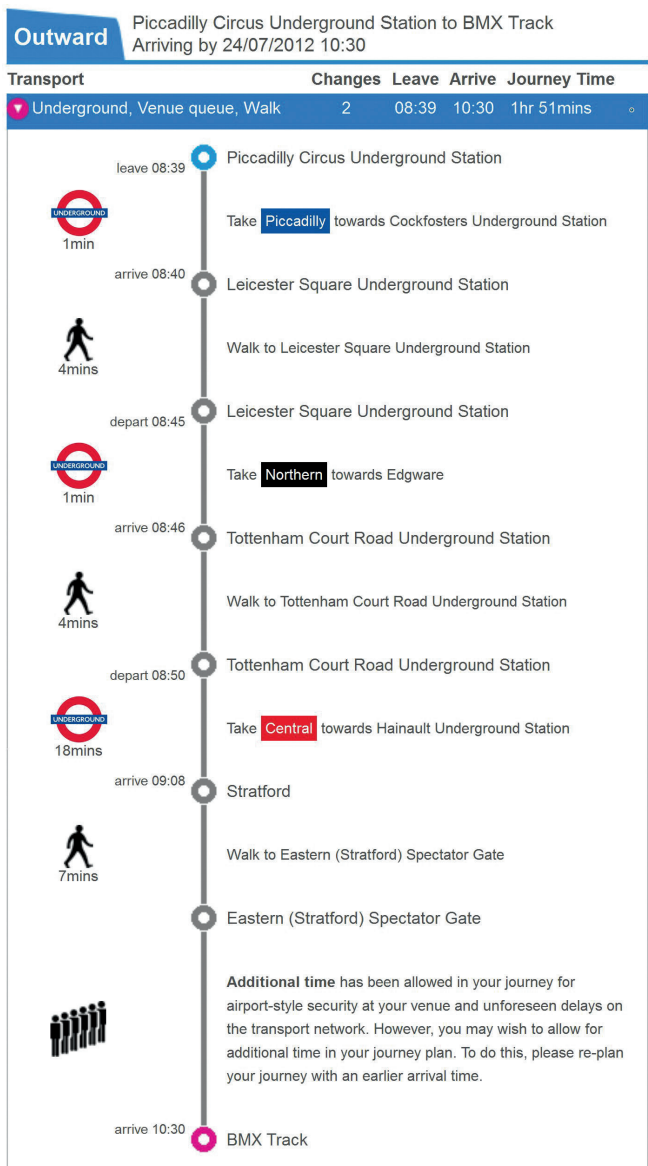 Outward
Piccadilly Circus Underground Station to BMX Track
Arriving by 24/07/2012 10:30
Transport Changes Leave Arrive Journey Time
Underground, Venue queue, Walk 2 08:39 10:30 1hr 51mins
leave 08:39
Piccadilly Circus Underground Station
UNDERGROUND
1min
Take Piccadilly towards Cockfosters Underground Station
arrive 08:40
Leicester Square Underground Station
4mins
Walk to Leicester Square Underground Station
depart 08:45
Leicester Square Underground Station
UNDERGROUND
1min
Take Northern towards Edgware
arrive 08:46
Tottenham Court Road Underground Station
4mins
Walk to Tottenham Court Road Underground Station
depart 08:50
Tottenham Court Road Underground Station
UNDERGROUND
18mins
Take Central towards Hainault Underground Station
arrive 09:08
Stratford
7mins
Walk to Eastern (Stratford) Spectator Gate
Eastern (Stratford) Spectator Gate
Additional time has been allowed in your journey for
airport-style security at your venue and unforeseen delays on
the transport network. However, you may wish to allow for
additional time in your journey plan. To do this, please re-plan
your journey with an earlier arrival time.
arrive 10:30
BMX Track